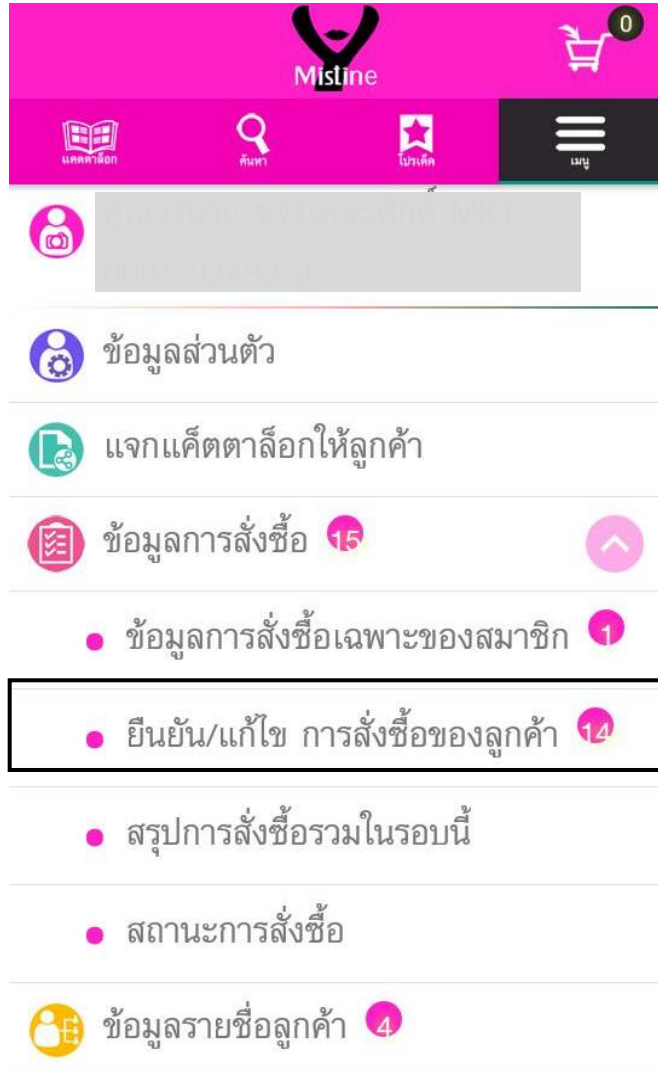 0
Mistine
แคตตาล็อก ค้นหา โปรเด็ด เมนู
ข้อมูลส่วนตัว
แจกแค็ตตาล็อกให้ลูกค้า
ข้อมูลการสั่งซื้อ 15
ข้อมูลการสั่งซื้อเฉพาะของสมาชิก 1
ยืนยัน/แก้ไข การสั่งซื้อของลูกค้า 14
สรุปการสั่งซื้อรวมในรอบนี้
สถานะการสั่งซื้อ
ข้อมูลรายชื่อลูกค้า 4